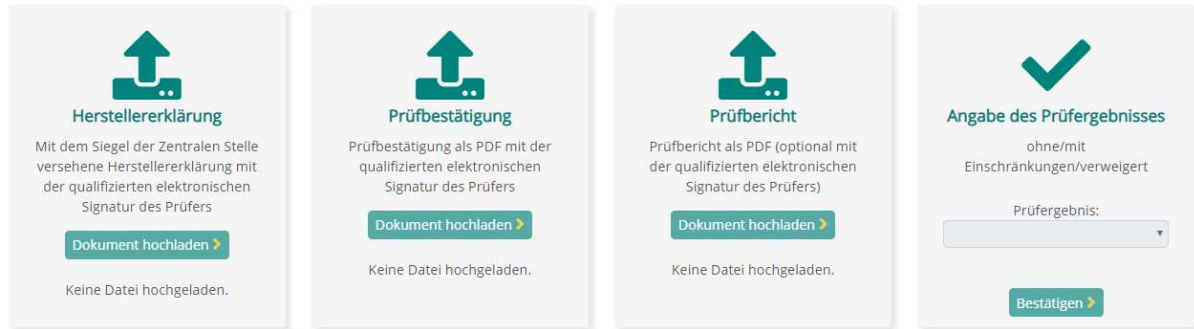 Herstellererklärung
Mit dem Siegel der Zentralen Stelle
versehene Herstellererklärung mit
der qualifizierten elektronischen
Signatur des Prüfers
Dokument hochladen
Keine Datei hochgeladen.
Prüfbestätigung
Prüfbestätigung als PDF mit der
qualifizierten elektronischen
Signatur des Prüfers
Dokument hochladen
Keine Datei hochgeladen.
Prüfbericht
Prüfbericht als PDF (optional mit
der qualifizierten elektronischen
Signatur des Prüfers)
Dokument hochladen
Keine Datei hochgeladen.
Angabe des Prüfergebnisses
ohne/mit
Einschränkungen/verweigert
Prüfergebnis:
Bestätigen